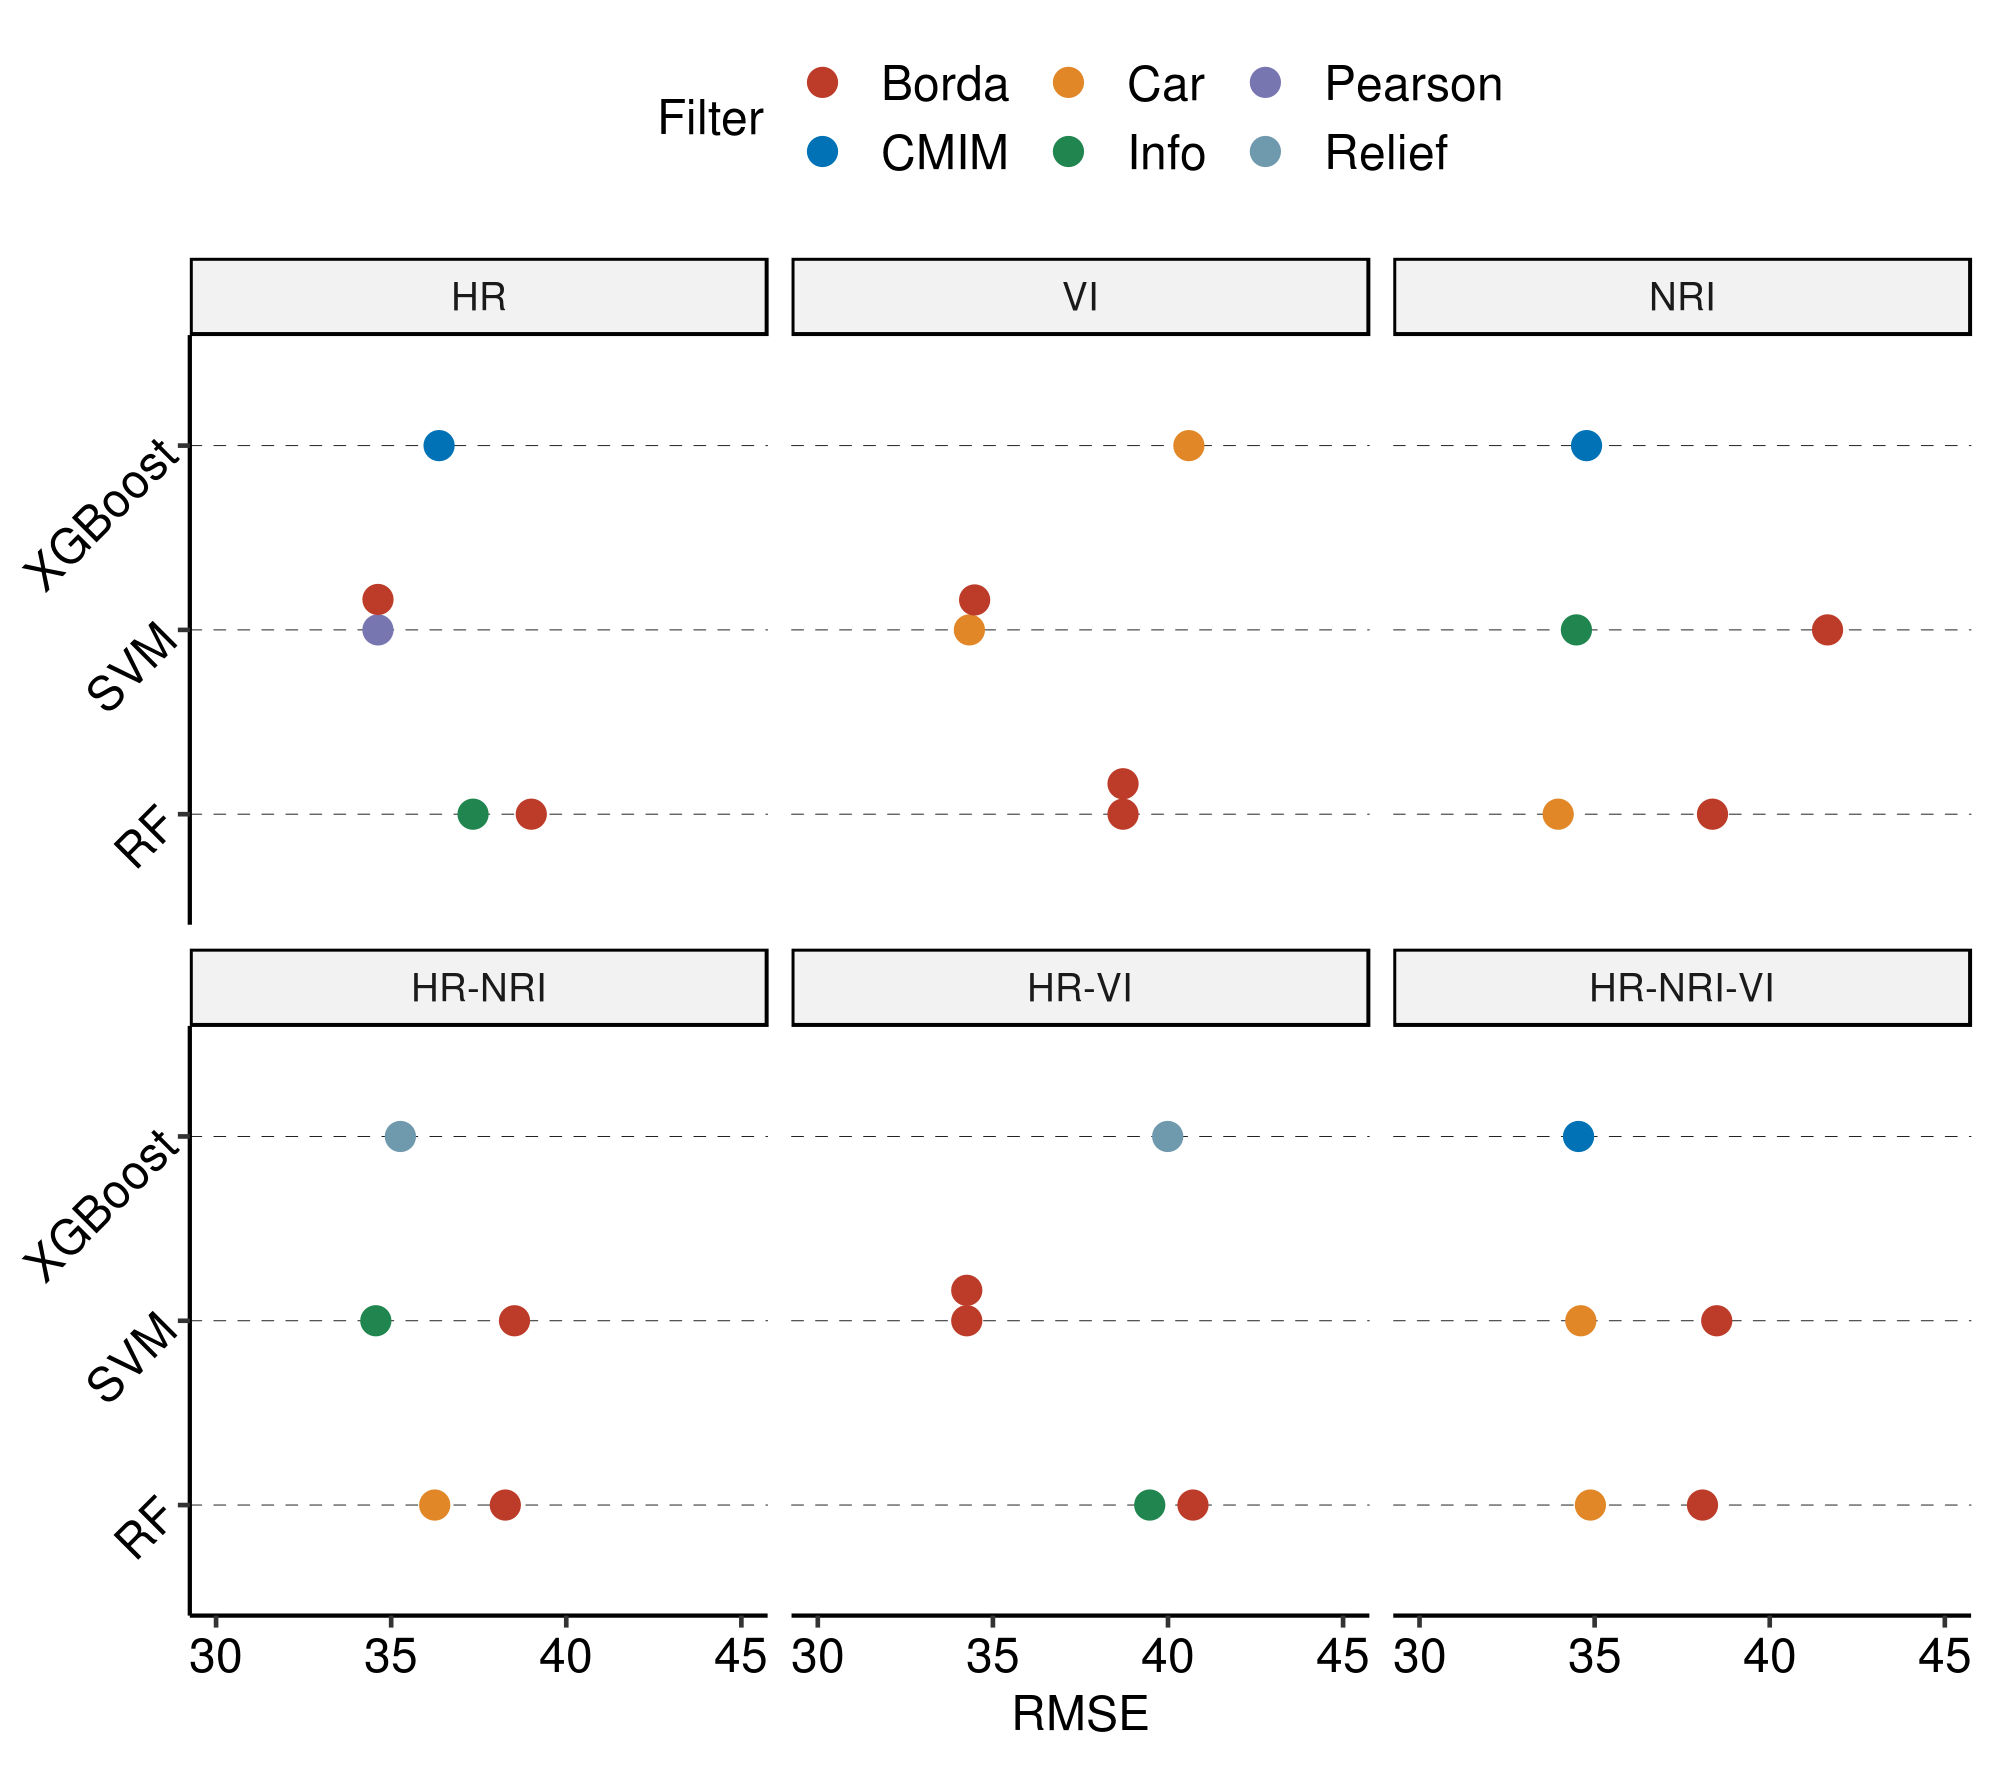 Filter
Borda Car Pearson
CMIM Info Relief
HR VI NRI
XGBoost
SVM
RF
HR-NRI HR-VI HR-NRI-VI
XGBoost
SVM
RF
30 35 40 45 30 35 40 45 30 35 40 45
RMSE